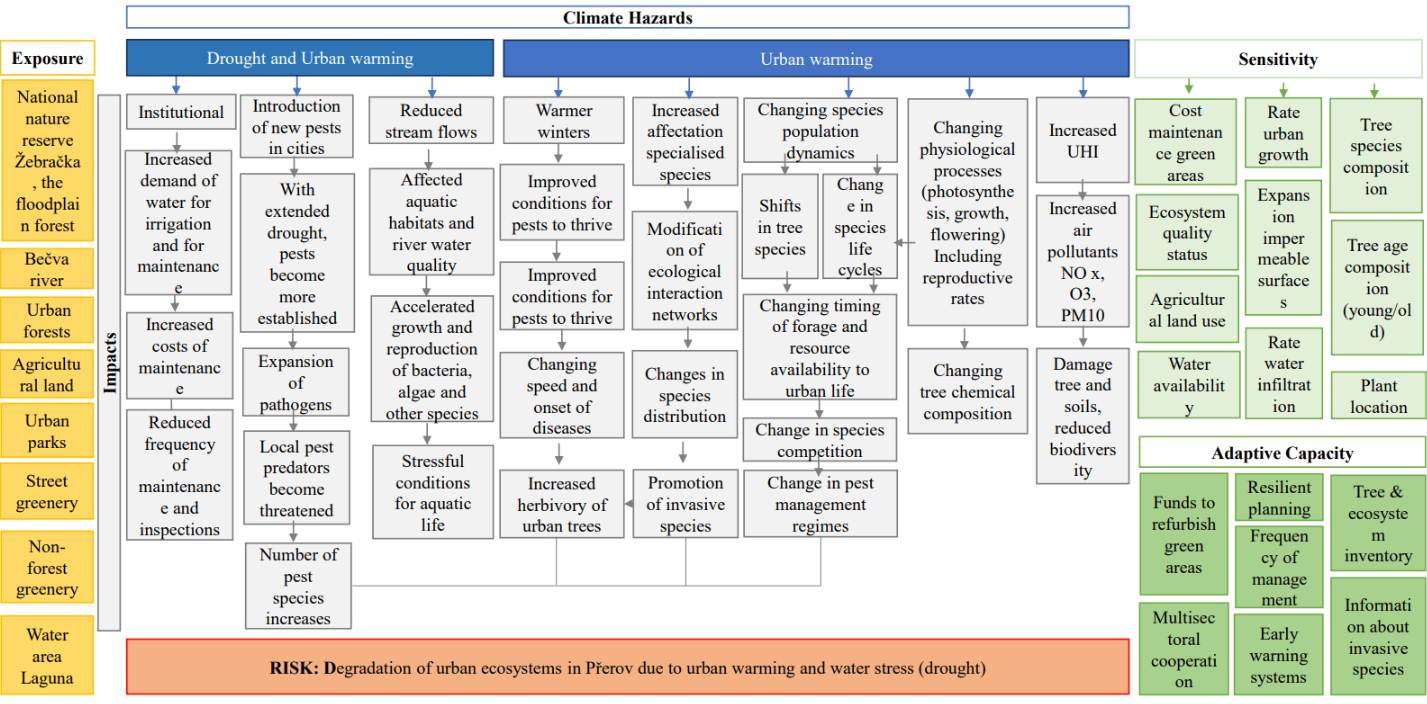 Climate Hazards
Exposure
National
nature
reserve
Žebračka
, the
floodplai
n forest
Bečva
river
Urban
forests
Agricultu
ral land
Urban
parks
Street
greenery
Non-
forest
greenery
Water
area
Laguna
Impacts
Drought and Urban warming
Institutional
Increased
demand of
water for
irrigation
and for
maintenanc
e
Increased
costs of
maintenanc
e
Reduced
frequency
of
maintenanc
e and
inspections
Introduction
of new pests
in cities
With
extended
drought,
pests
become
more
established
Expansion
of
pathogens
Local pest
predators
become
threatened
Number of
pest
species
increases
Reduced
stream flows
Affected
aquatic
habitats and
river water
quality
Accelerated
growth and
reproduction
of bacteria,
algae and
other species
Stressful
conditions
for aquatic
life
Urban warming
Warmer
winters
Improved
conditions for
pests to thrive
Improved
conditions for
pests to thrive
Changing
speed and
onset of
diseases
Increased
herbivory of
urban trees
Increased
affectation
specialised
species
Modificati
on of
ecological
interaction
networks
Changes in
species
distribution
Promotion
of invasive
species
Changing species
population
dynamics
Shifts
in tree
species
Chang
e in
species
life
cycles
Changing timing
of forage and
resource
availability to
urban life
Change in species
competition
Change in pest
management
regimes
Changing
physiological
processes
(photosynthe
sis, growth,
flowering)
Including
reproductive
rates
Changing
tree chemical
composition
Increased
UHI
Increased
air
pollutants
NO x,
O3,
PM10
Damage
tree and
soils,
reduced
biodivers
ity
Sensitivity
Cost
maintenan
ce green
areas
Ecosystem
quality
status
Agricultur
al land use
Water
availabilit
y
Rate
urban
growth
Expans
ion
imper
meable
surface
s
Rate
water
infiltrat
ion
Tree
species
composit
ion
Tree age
composit
ion
(young/ol
d)
Plant
location
Adaptive Capacity
Funds to
refurbish
green
areas
Multisec
toral
cooperati
on
Resilient
planning
Frequen
cy of
manage
ment
Early
warning
systems
Tree &
ecosyste
m
inventory
Informati
on about
invasive
species
RISK: Degradation of urban ecosystems in Přerov due to urban warming and water stress (drought)